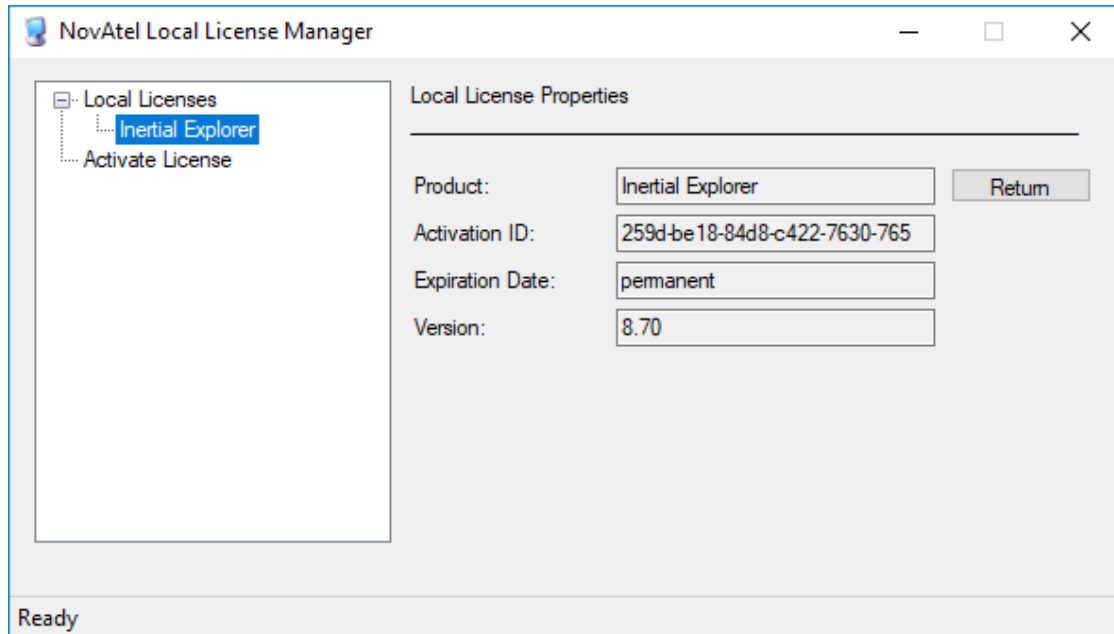 NovAtel Local License Manager
Local Licenses
Inertial Explorer
Activate License
Local License Properties
Product: Inertial Explorer Return
Activation ID: 259d-be18-84d8-c422-7630-765
Expiration Date: permanent
Version: 8.70
Ready